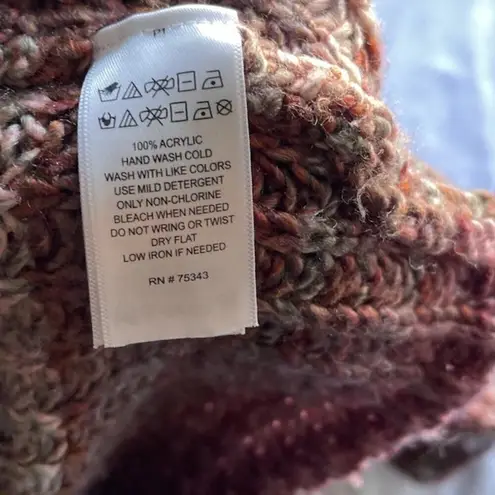 100% ACRYLIC
HAND WASH COLD
WASH WITH LIKE COLORS
USE MILD DETERGENT
ONLY NON-CHLORINE
BLEACH WHEN NEEDED
DO NOT WRING OR TWIST
DRY FLAT
LOW IRON IF NEEDED
RN # 75343